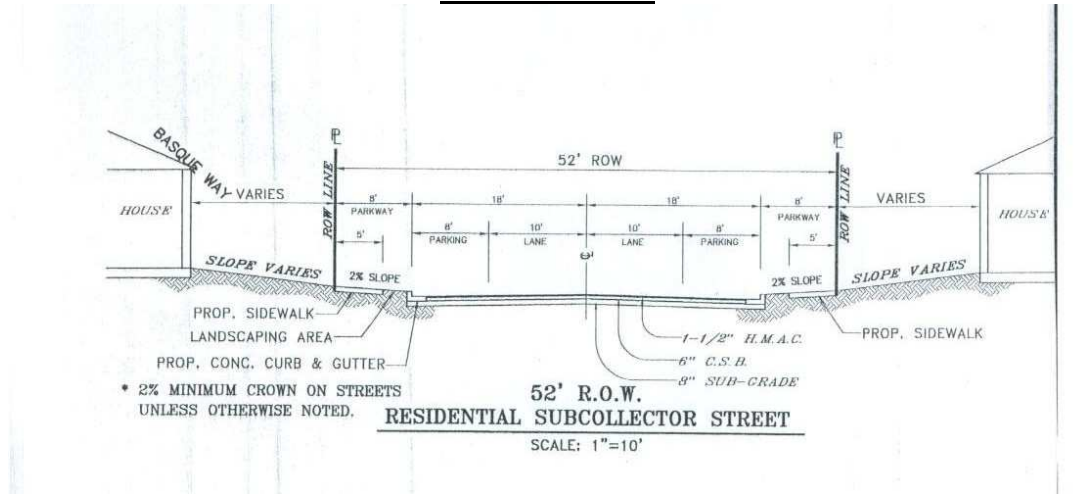 PL
PL
52' ROW
BASQUE WAY
HOUSE
VARIES
ROW LINE
8'
PARKWAY
5'
18'
18'
8'
PARKING
10'
LANE
10'
LANE
8'
PARKING
8'
PARKWAY
5'
ROW LINE
VARIES
HOUSE
SLOPE VARIES
2% SLOPE
CL
2% SLOPE
SLOPE VARIES
PROP. SIDEWALK
LANDSCAPING AREA
PROP. CONC. CURB & GUTTER
1-1/2" H.M.A.C.
6" C.S.B.
8" SUB-GRADE
PROP. SIDEWALK
* 2% MINIMUM CROWN ON STREETS
UNLESS OTHERWISE NOTED.
52' R.O.W.
RESIDENTIAL SUBCOLLECTOR STREET
SCALE: 1"=10'